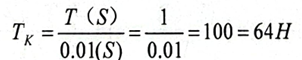 T_K = T (S) / 0.01(S) = 1 / 0.01 = 100 = 64H